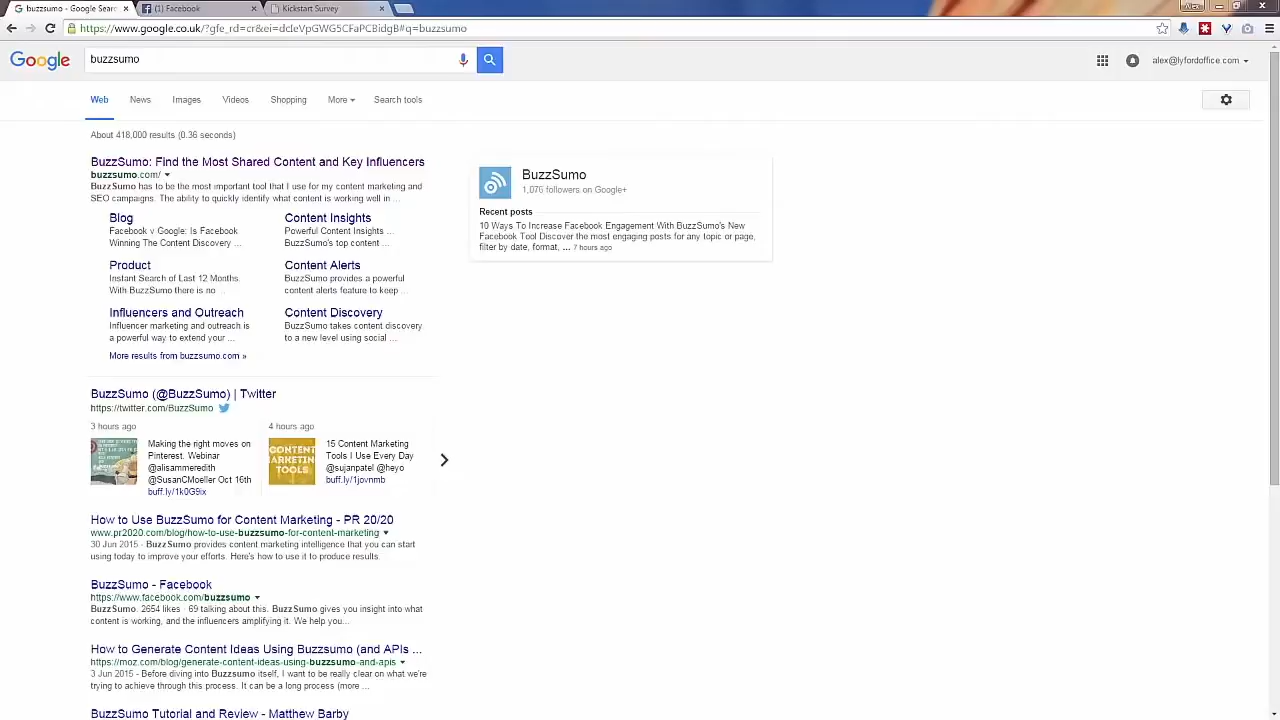 buzzsumo - Google Sear
(1) Facebook
Kickstart Survey
https://www.google.co.uk/?gfe_rd=cr&ei=dcIeVpGWG5CFaPCBidgB#q=buzzsumo
Google
buzzsumo
alex@lyfordoffice.com
Web
News
Images
Videos
Shopping
More
Search tools
About 418,000 results (0.36 seconds)
BuzzSumo: Find the Most Shared Content and Key Influencers
buzzsumo.com/
BuzzSumo has to be the most important tool that I use for my content marketing and
SEO campaigns. The ability to quickly identify what content is working well in ...
Blog
Facebook v Google: Is Facebook
Winning The Content Discovery ...
Content Insights
Powerful Content Insights ...
BuzzSumo's top content ...
Product
Instant Search of Last 12 Months.
With BuzzSumo there is no ...
Content Alerts
BuzzSumo provides a powerful
content alerts feature to keep ...
Influencers and Outreach
Influencer marketing and outreach is
a powerful way to extend your ...
Content Discovery
BuzzSumo takes content discovery
to a new level using social ...
More results from buzzsumo.com »
BuzzSumo
1,076 followers on Google+
Recent posts
10 Ways To Increase Facebook Engagement With BuzzSumo's New
Facebook Tool Discover the most engaging posts for any topic or page,
filter by date, format, ... 7 hours ago
BuzzSumo (@BuzzSumo) | Twitter
https://twitter.com/BuzzSumo
3 hours ago
Making the right moves on
Pinterest. Webinar
@alisammeredith
@SusanCMoeller Oct 16th
buff.ly/1k0G9ix
4 hours ago
CONTENT
MARKETING
TOOLS
15 Content Marketing
Tools I Use Every Day
@sujanpatel @heyo
buff.ly/1jovnmb
How to Use BuzzSumo for Content Marketing - PR 20/20
www.pr2020.com/blog/how-to-use-buzzsumo-for-content-marketing
30 Jun 2015 - BuzzSumo provides content marketing intelligence that you can start
using today to improve your efforts. Here's how to use it to produce results.
BuzzSumo - Facebook
https://www.facebook.com/buzzsumo
BuzzSumo. 2654 likes · 69 talking about this. BuzzSumo gives you insight into what
content is working, and the influencers amplifying it. We help you...
How to Generate Content Ideas Using Buzzsumo (and APIs ...
https://moz.com/blog/generate-content-ideas-using-buzzsumo-and-apis
3 Jun 2015 - Before diving into Buzzsumo itself, I want to be really clear on what we're
trying to achieve through this process. It can be a long process (more ...
BuzzSumo Tutorial and Review - Matthew Barby